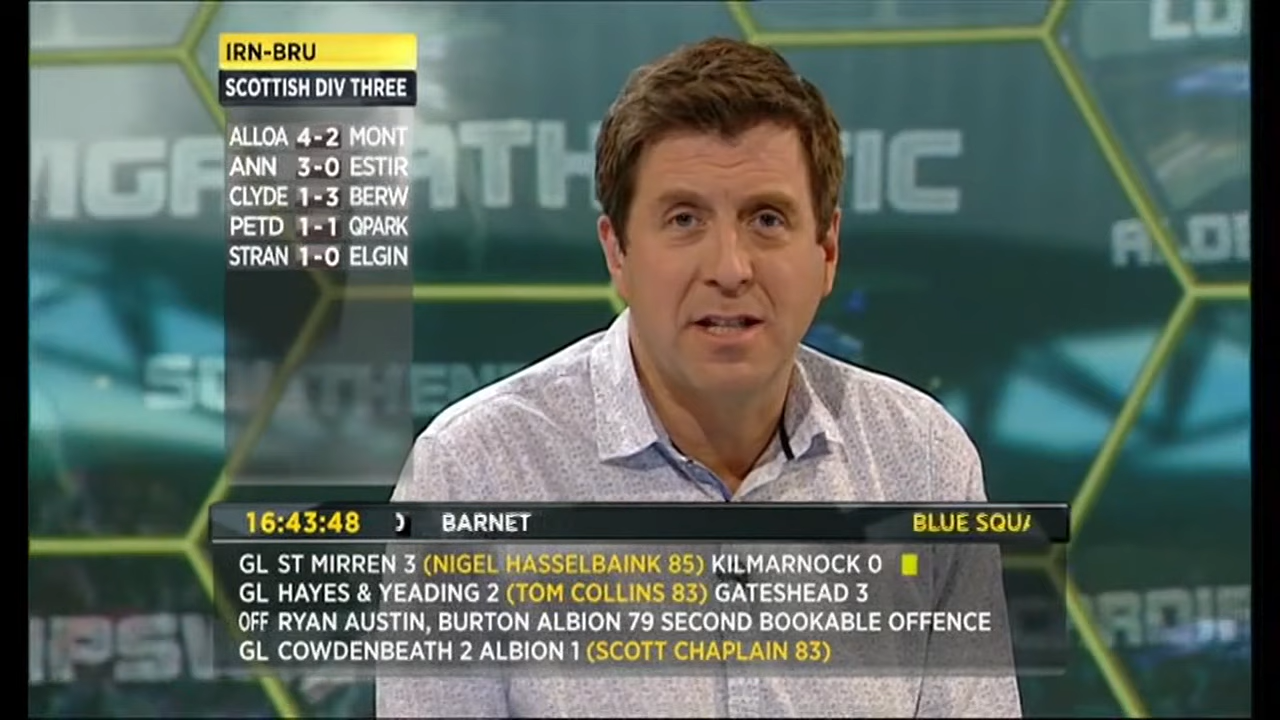 IRN-BRU
SCOTTISH DIV THREE
ALLOA 4-2 MONT
ANN 3-0 ESTIR
CLYDE 1-3 BERW
PETD 1-1 QPARK
STRAN 1-0 ELGIN
16:43:48 BARNET BLUE SQUA
GL ST MIRREN 3 (NIGEL HASSELBAINK 85) KILMARNOCK 0
GL HAYES & YEADING 2 (TOM COLLINS 83) GATESHEAD 3
OFF RYAN AUSTIN, BURTON ALBION 79 SECOND BOOKABLE OFFENCE
GL COWDENBEATH 2 ALBION 1 (SCOTT CHAPLAIN 83)